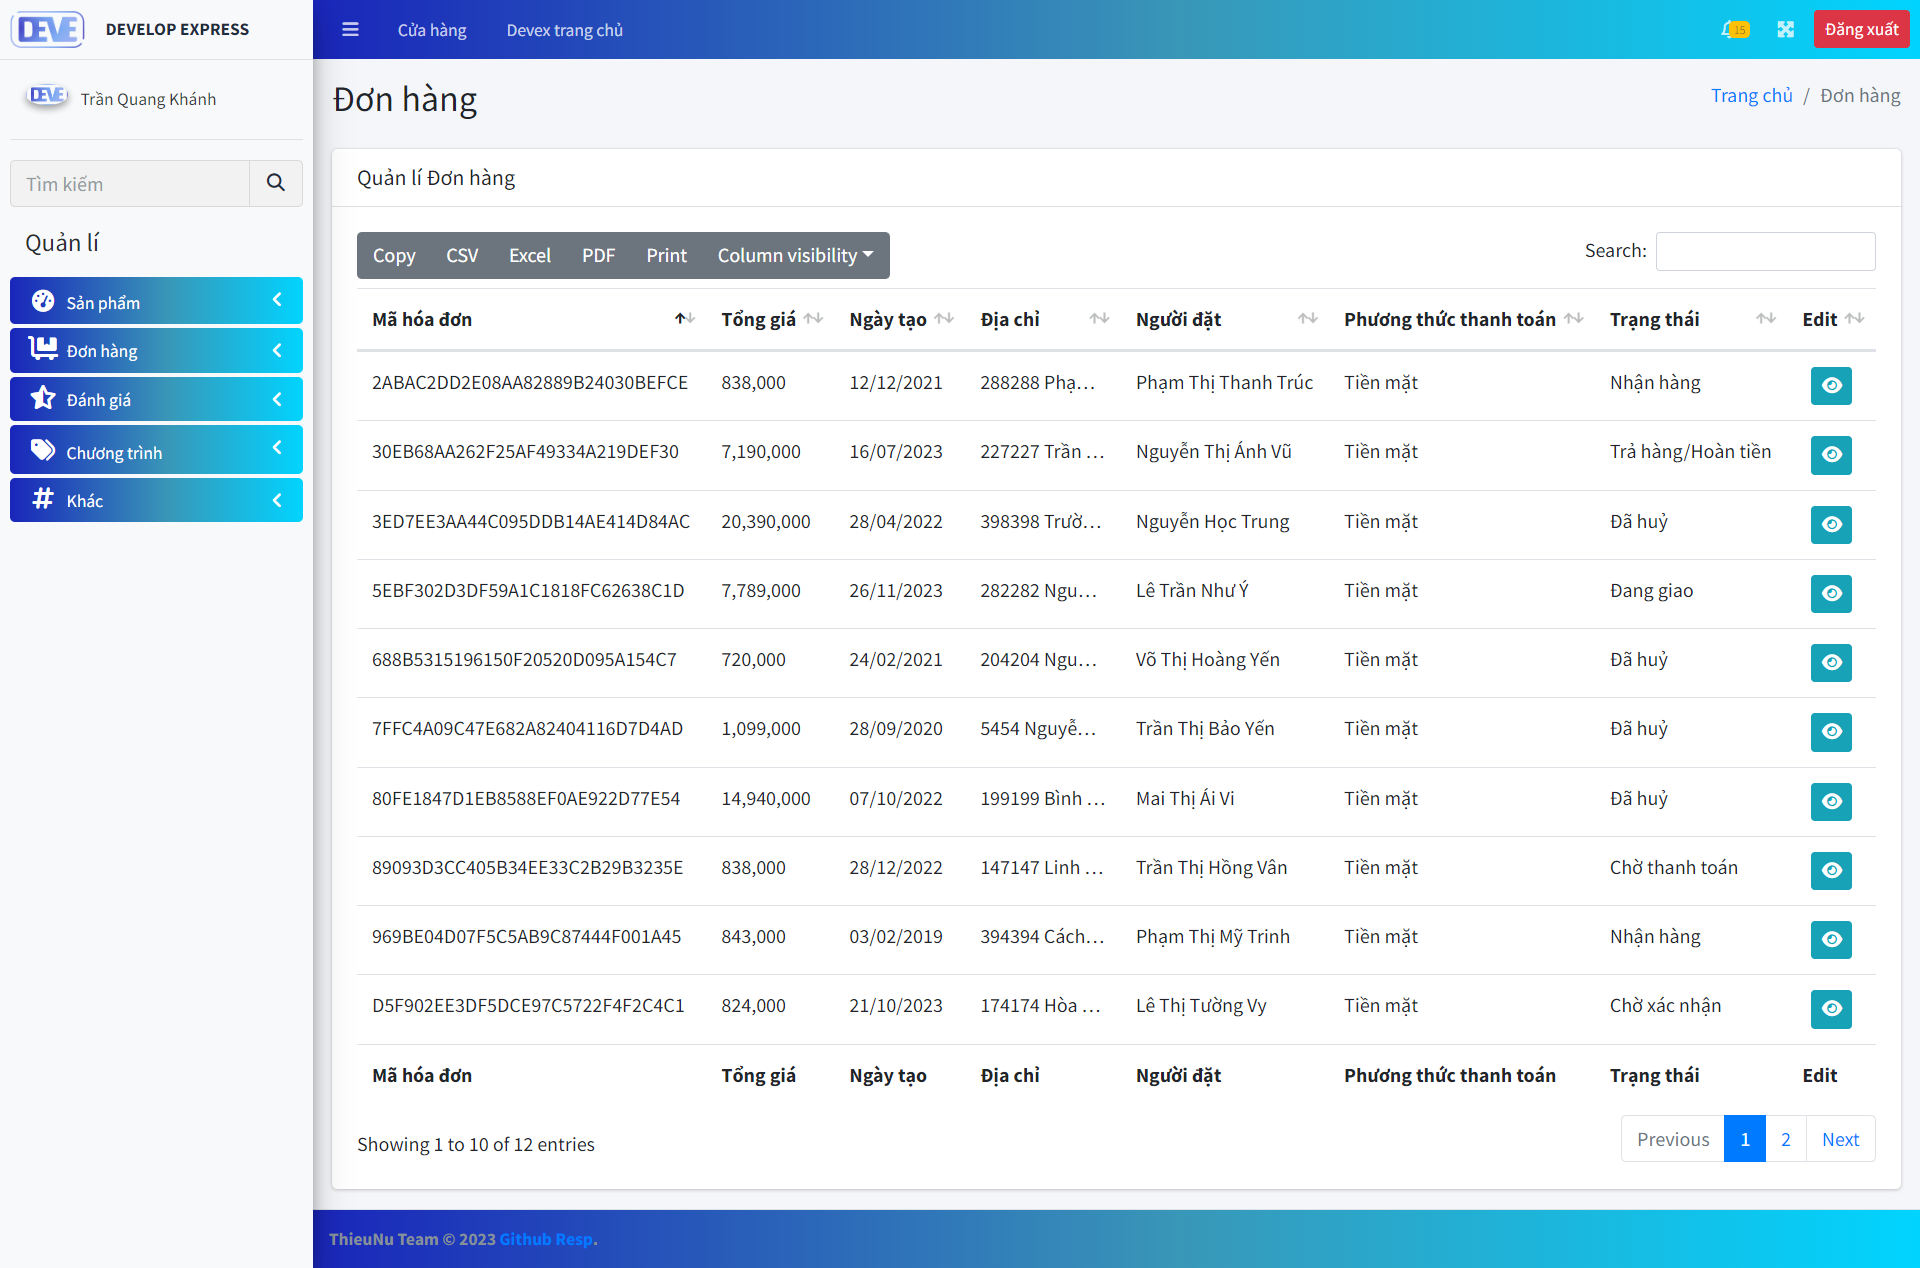 DEVE DEVELOP EXPRESS
Cửa hàng Devex trang chủ 15 Đăng xuất
DEVE Trần Quang Khánh
Tìm kiếm
Quản lí
Sản phẩm
Đơn hàng
Đánh giá
Chương trình
Khác
Đơn hàng
Trang chủ / Đơn hàng
Quản lí Đơn hàng
Copy CSV Excel PDF Print Column visibility
Search:
Mã hóa đơn Tổng giá Ngày tạo Địa chỉ Người đặt Phương thức thanh toán Trạng thái Edit
2ABAC2DD2E08AA82889B24030BEFCE 838,000 12/12/2021 288288 Phạ... Phạm Thị Thanh Trúc Tiền mặt Nhận hàng
30EB68AA262F25AF49334A219DEF30 7,190,000 16/07/2023 227227 Trần ... Nguyễn Thị Ánh Vũ Tiền mặt Trả hàng/Hoàn tiền
3ED7EE3AA44C095DDB14AE414D84AC 20,390,000 28/04/2022 398398 Trườ... Nguyễn Học Trung Tiền mặt Đã huỷ
5EBF302D3DF59A1C1818FC62638C1D 7,789,000 26/11/2023 282282 Ngu... Lê Trần Như Ý Tiền mặt Đang giao
688B5315196150F20520D095A154C7 720,000 24/02/2021 204204 Ngu... Võ Thị Hoàng Yến Tiền mặt Đã huỷ
7FFC4A09C47E682A82404116D7D4AD 1,099,000 28/09/2020 5454 Nguyễ... Trần Thị Bảo Yến Tiền mặt Đã huỷ
80FE1847D1EB8588EF0AE922D77E54 14,940,000 07/10/2022 199199 Bình ... Mai Thị Ái Vi Tiền mặt Đã huỷ
89093D3CC405B34EE33C2B29B3235E 838,000 28/12/2022 147147 Linh ... Trần Thị Hồng Vân Tiền mặt Chờ thanh toán
969BE04D07F5C5AB9C87444F001A45 843,000 03/02/2019 394394 Cách... Phạm Thị Mỹ Trinh Tiền mặt Nhận hàng
D5F902EE3DF5DCE97C5722F4F2C4C1 824,000 21/10/2023 174174 Hòa ... Lê Thị Tường Vy Tiền mặt Chờ xác nhận
Mã hóa đơn Tổng giá Ngày tạo Địa chỉ Người đặt Phương thức thanh toán Trạng thái Edit
Showing 1 to 10 of 12 entries
Previous 1 2 Next
ThieuNu Team © 2023 Github Resp.